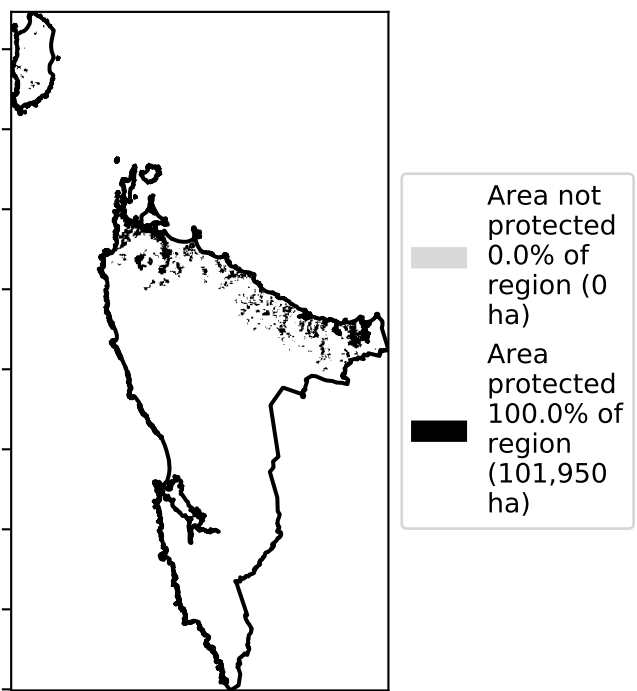 Area not
protected
0.0% of
region (0
ha)
Area
protected
100.0% of
region
(101,950
ha)